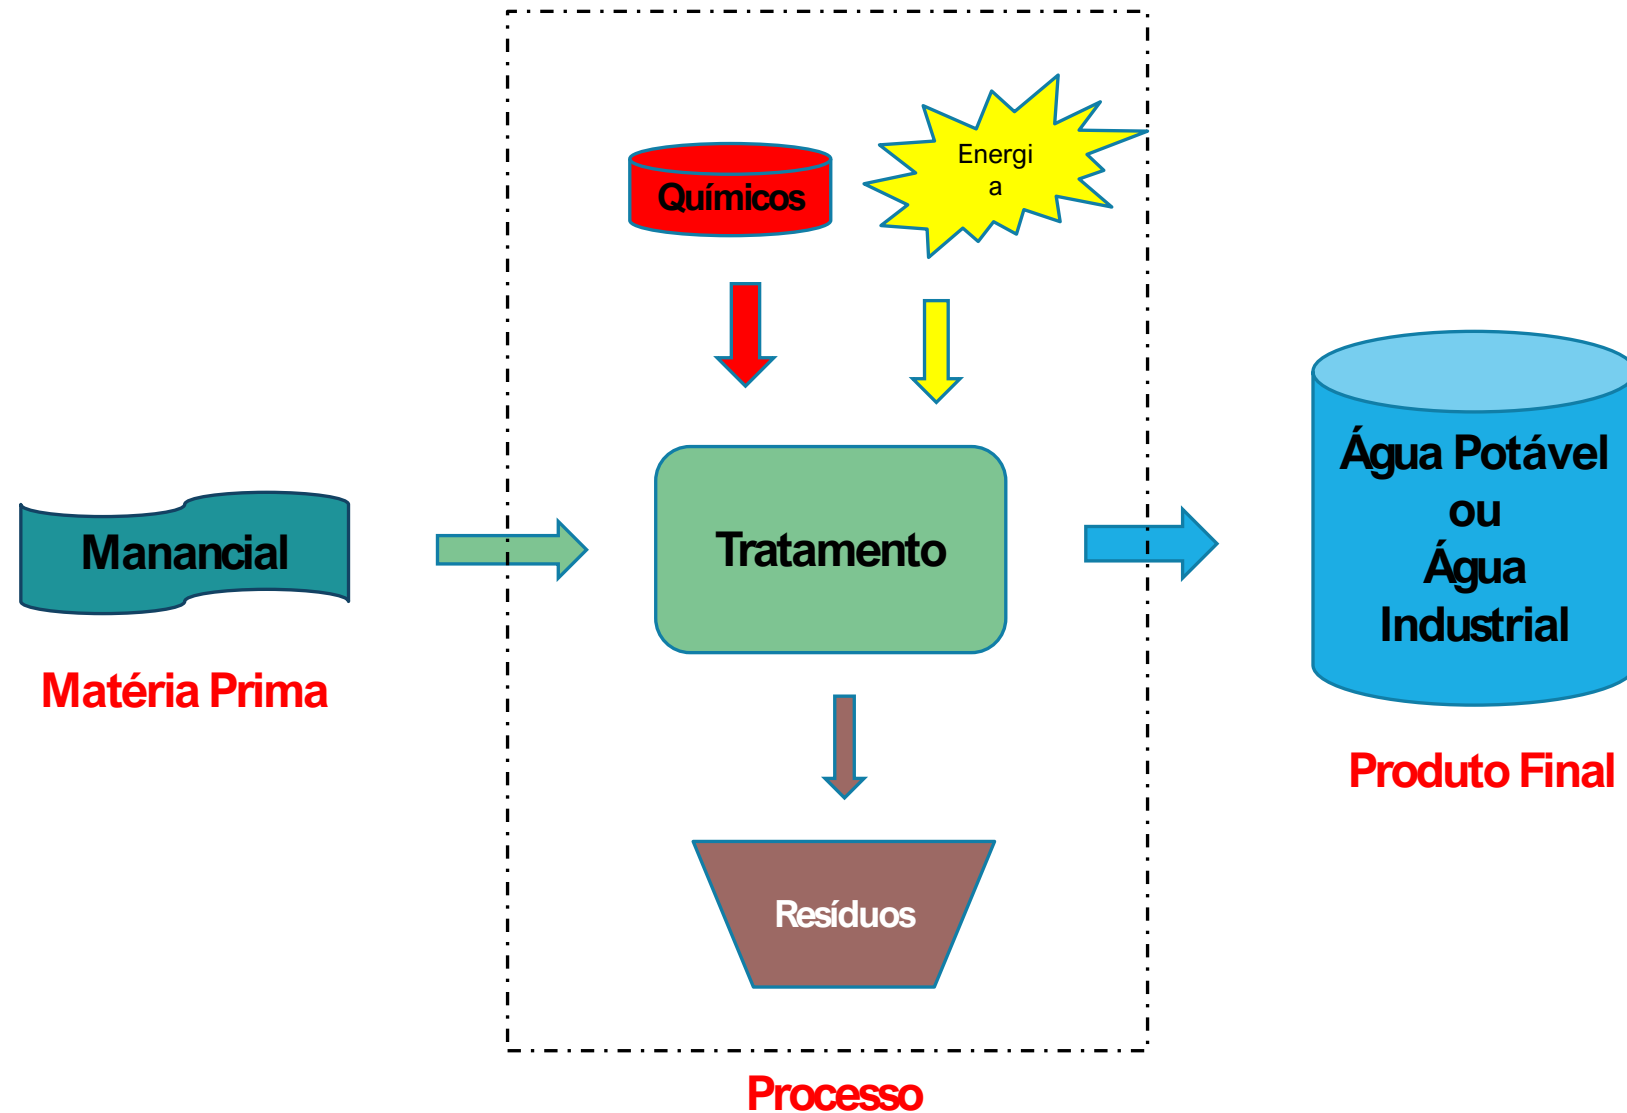 Energi
a
Químicos
Água Potável
ou
Água
Industrial
Manancial
Tratamento
Matéria Prima
Produto Final
Resíduos
Processo